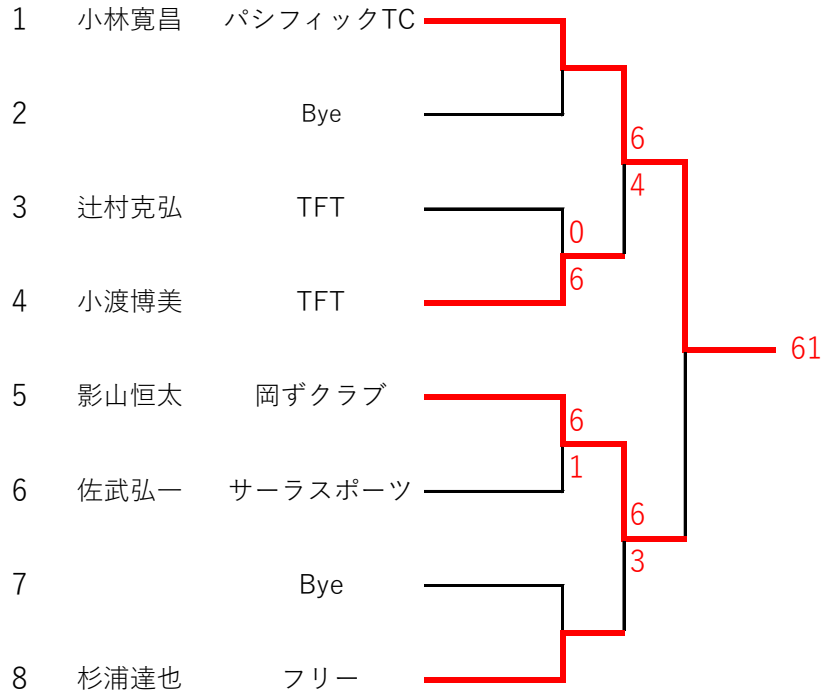 1 小林寛昌 パシフィックTC
2 Bye
6
4
3 辻村克弘 TFT
0
6
4 小渡博美 TFT
61
5 影山恒太 岡ずクラブ
6
1
6 佐武弘一 サーラスポーツ
6
3
7 Bye
8 杉浦達也 フリー